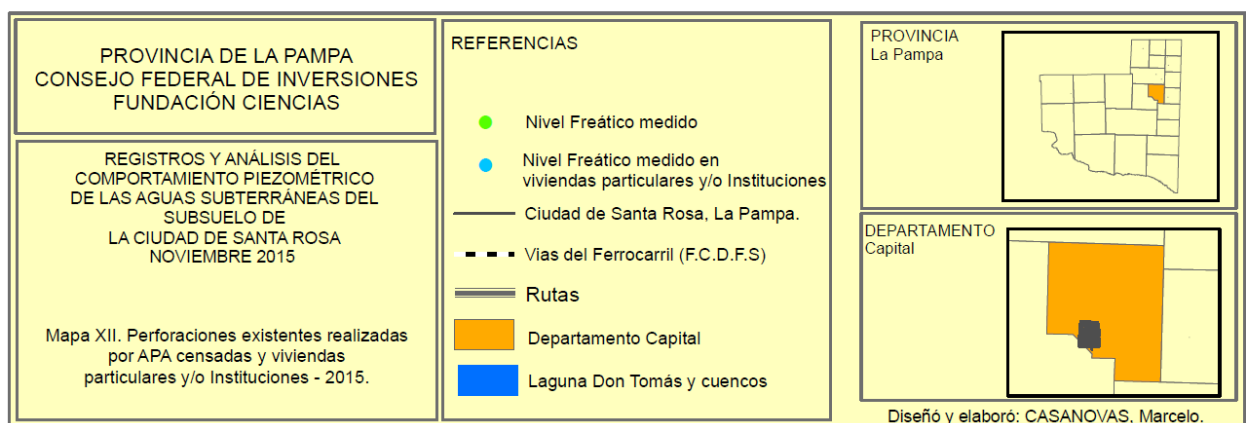 PROVINCIA DE LA PAMPA
CONSEJO FEDERAL DE INVERSIONES
FUNDACIÓN CIENCIAS
REGISTROS Y ANÁLISIS DEL
COMPORTAMIENTO PIEZOMÉTRICO
DE LAS AGUAS SUBTERRÁNEAS DEL
SUBSUELO DE
LA CIUDAD DE SANTA ROSA
NOVIEMBRE 2015
Mapa XII. Perforaciones existentes realizadas
por APA censadas y viviendas
particulares y/o Instituciones - 2015.
REFERENCIAS
Nivel Freático medido
Nivel Freático medido en
viviendas particulares y/o Instituciones
Ciudad de Santa Rosa, La Pampa.
Vias del Ferrocarril (F.C.D.F.S)
Rutas
Departamento Capital
Laguna Don Tomás y cuencos
PROVINCIA
La Pampa
DEPARTAMENTO
Capital
Diseñó y elaboró: CASANOVAS, Marcelo.